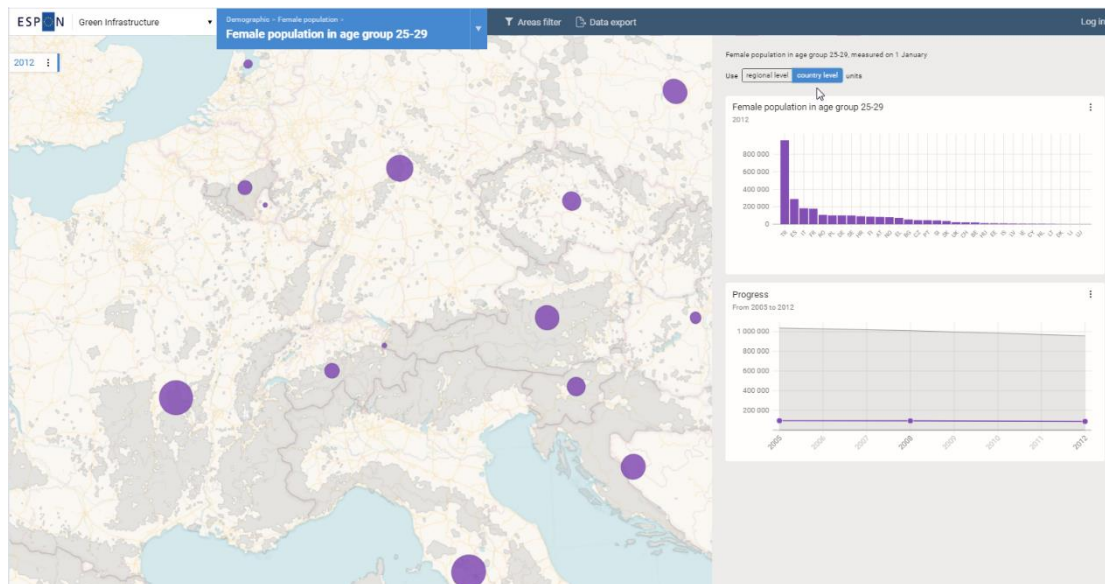 ESPON
Green Infrastructure
Demographic › Female population ›
Female population in age group 25-29
Areas filter
Data export
Log in
2012
Female population in age group 25-29, measured on 1 January
Use regional level country level units
Female population in age group 25-29
2012
800 000
600 000
400 000
200 000
0
Progress
From 2005 to 2012
1 000 000
800 000
600 000
400 000
200 000
2005 2006 2007 2008 2009 2010 2011 2012